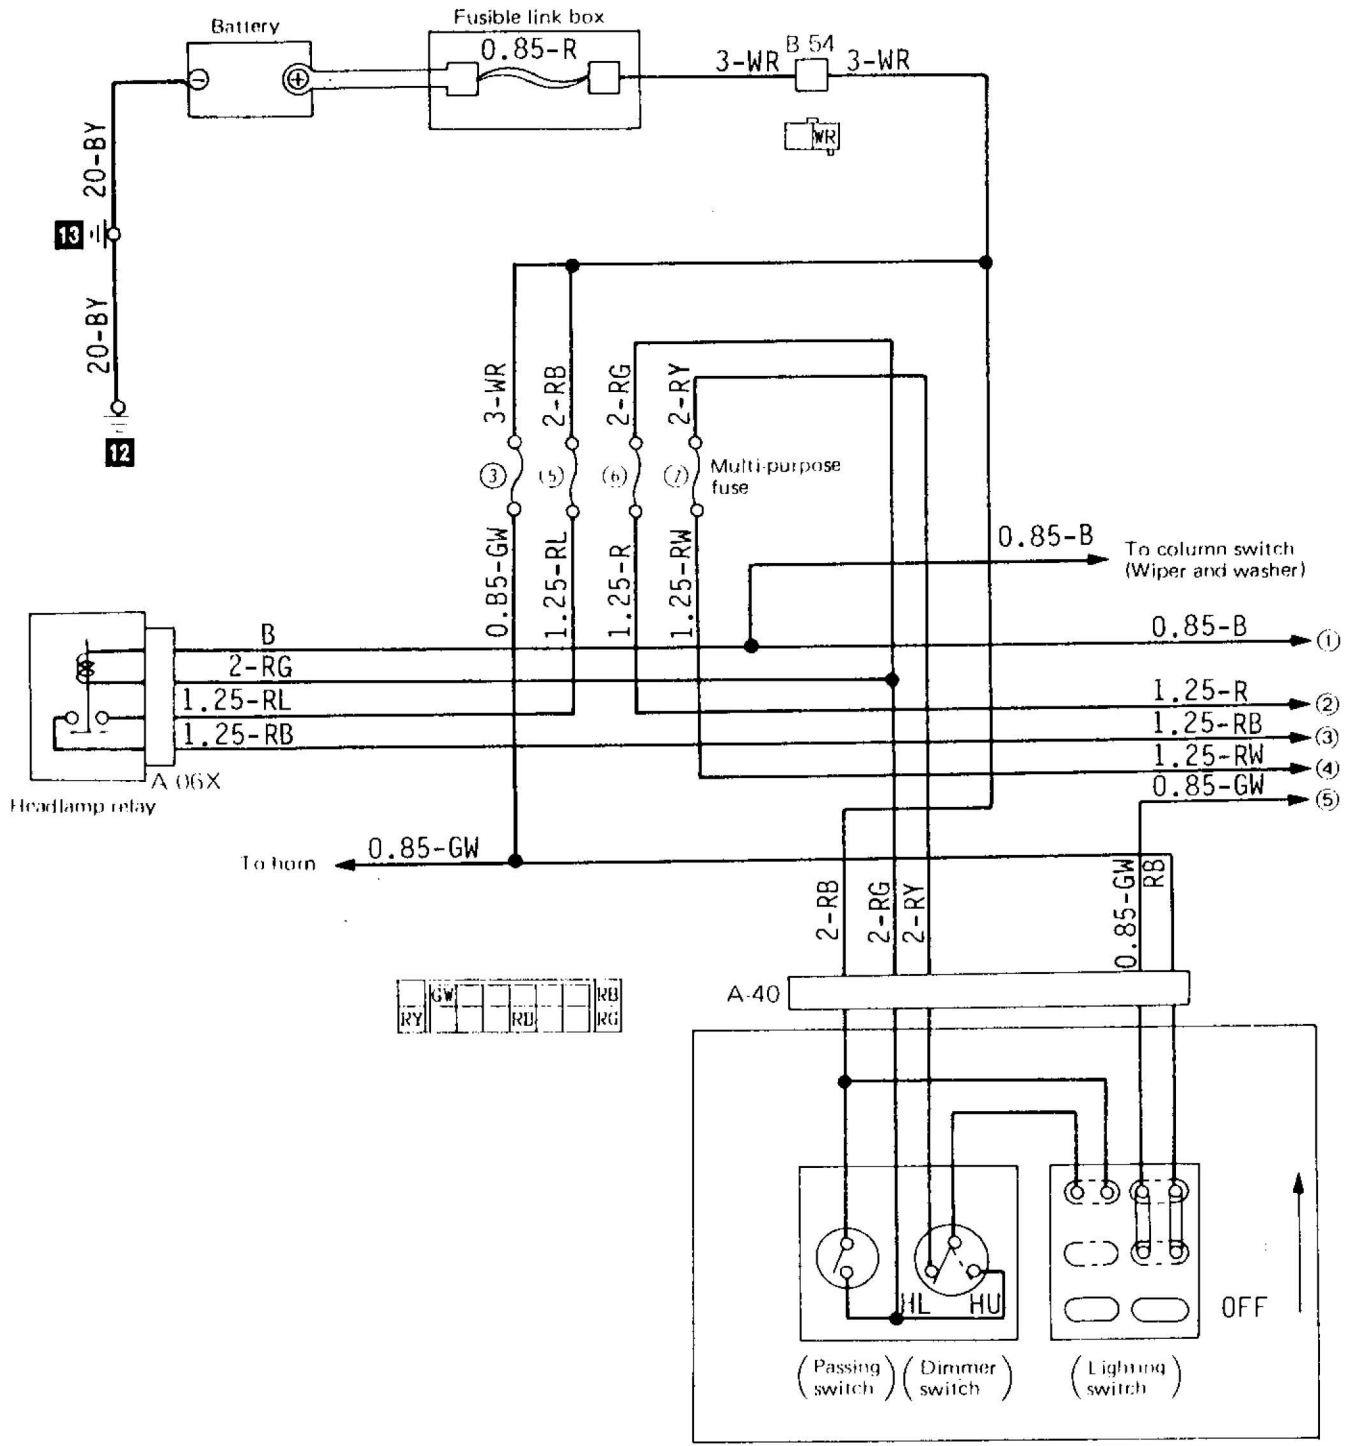 Battery
Fusible link box
0.85-R
3-WR
B 54
3-WR
WR
20-BY
13
20-BY
12
3-WR
2-RB
2-RG
2-RY
3
5
6
7
Multi-purpose
fuse
0.B5-GW
1.25-RL
1.25-R
1.25-RW
0.85-B
To column switch
(Wiper and washer)
B
0.85-B
1
2-RG
1.25-RL
1.25-R
2
1.25-RB
1.25-RB
3
1.25-RW
4
A 06X
0.85-GW
5
Headlamp relay
To horn
0.85-GW
2-RB
2-RG
2-RY
0.85-GW
RB
A-40
GW
RB
RY
RG
HL
HU
OFF
(Passing
switch)
(Dimmer
switch)
(Lighting
switch)